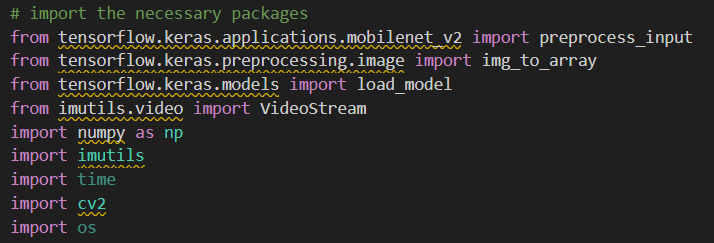 # import the necessary packages
from tensorflow.keras.applications.mobilenet_v2 import preprocess_input
from tensorflow.keras.preprocessing.image import img_to_array
from tensorflow.keras.models import load_model
from imutils.video import VideoStream
import numpy as np
import imutils
import time
import cv2
import os